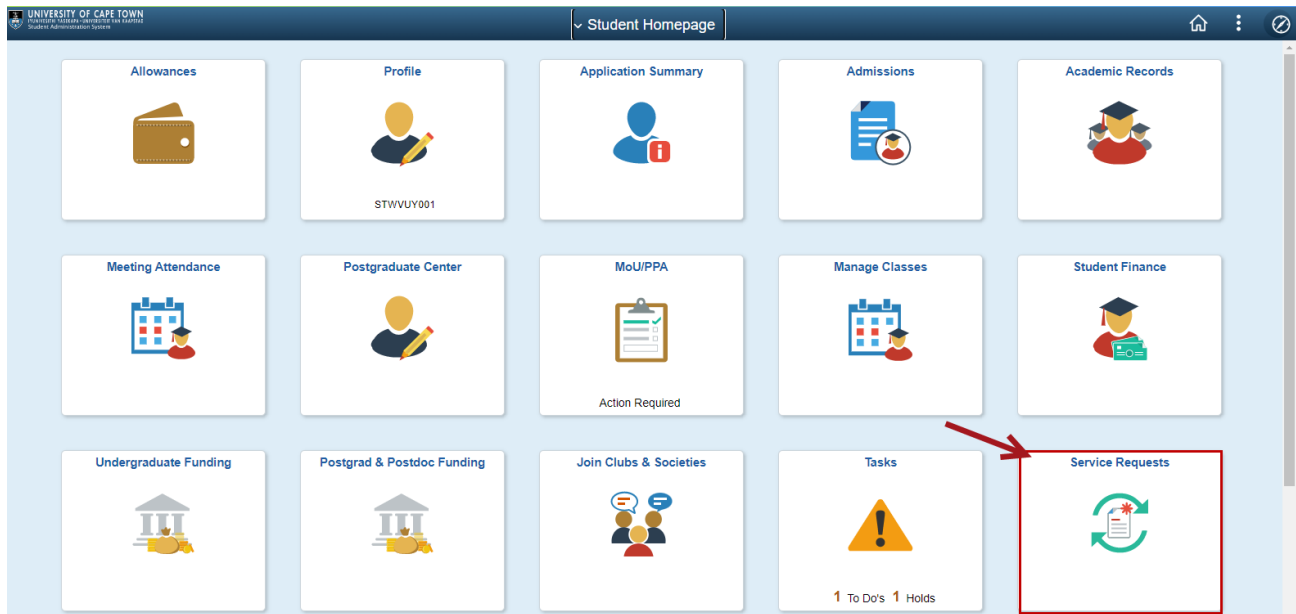 UNIVERSITY OF CAPE TOWN
Student Administration System
Student Homepage
Allowances
Profile
STWVUY001
Application Summary
Admissions
Academic Records
Meeting Attendance
Postgraduate Center
MoU/PPA
Action Required
Manage Classes
Student Finance
Undergraduate Funding
Postgrad & Postdoc Funding
Join Clubs & Societies
Tasks
1 To Do's 1 Holds
Service Requests